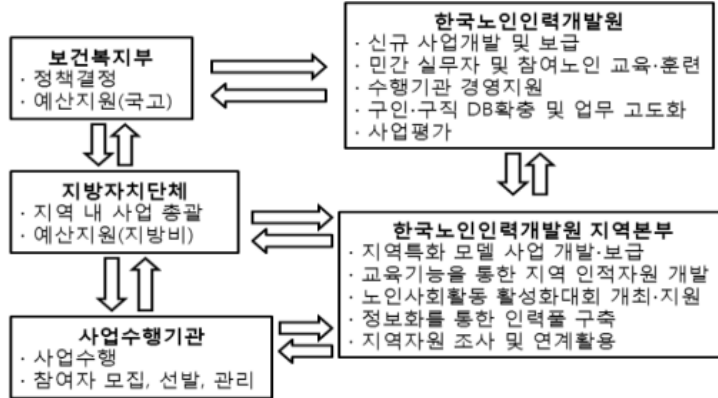 보건복지부
· 정책결정
· 예산지원(국고)
한국노인인력개발원
· 신규 사업개발 및 보급
· 민간 실무자 및 참여노인 교육·훈련
· 수행기관 경영지원
· 구인·구직 DB확충 및 업무 고도화
· 사업평가
지방자치단체
· 지역 내 사업 총괄
· 예산지원(지방비)
한국노인인력개발원 지역본부
· 지역특화 모델 사업 개발·보급
· 교육기능을 통한 지역 인적자원 개발
· 노인사회활동 활성화대회 개최·지원
· 정보화를 통한 인력풀 구축
· 지역자원 조사 및 연계활용
사업수행기관
· 사업수행
· 참여자 모집, 선발, 관리